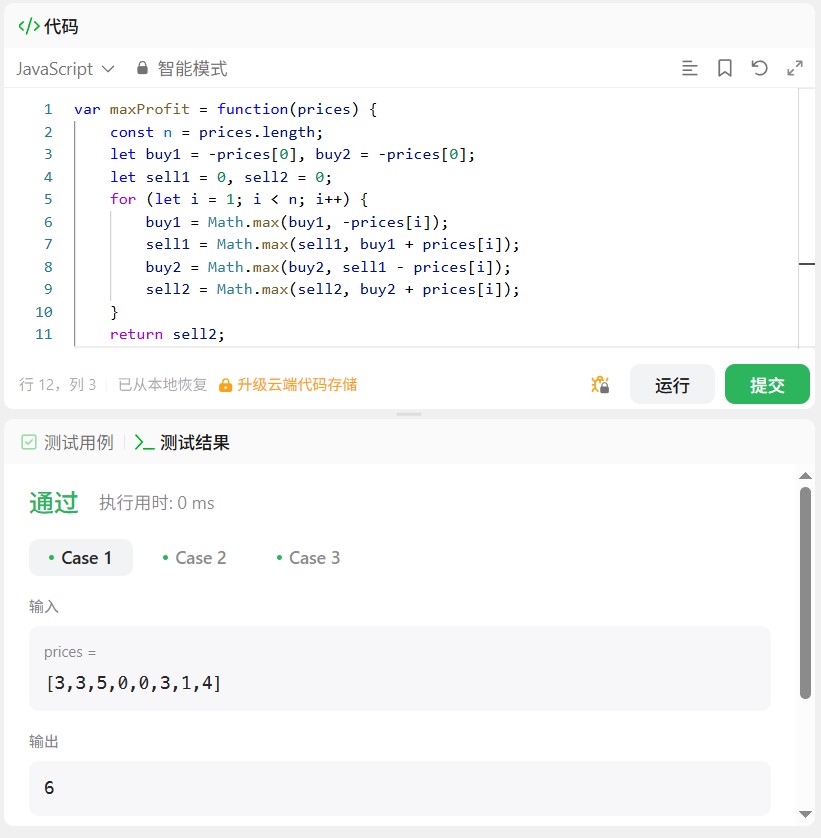 </> 代码
JavaScript 智能模式
1 var maxProfit = function(prices) {
2     const n = prices.length;
3     let buy1 = -prices[0], buy2 = -prices[0];
4     let sell1 = 0, sell2 = 0;
5     for (let i = 1; i < n; i++) {
6         buy1 = Math.max(buy1, -prices[i]);
7         sell1 = Math.max(sell1, buy1 + prices[i]);
8         buy2 = Math.max(buy2, sell1 - prices[i]);
9         sell2 = Math.max(sell2, buy2 + prices[i]);
10     }
11     return sell2;
行 12，列 3 已从本地恢复 升级云端代码存储 运行 提交
测试用例 >_ 测试结果
通过 执行用时: 0 ms
• Case 1 • Case 2 • Case 3
输入
prices =
[3,3,5,0,0,3,1,4]
输出
6